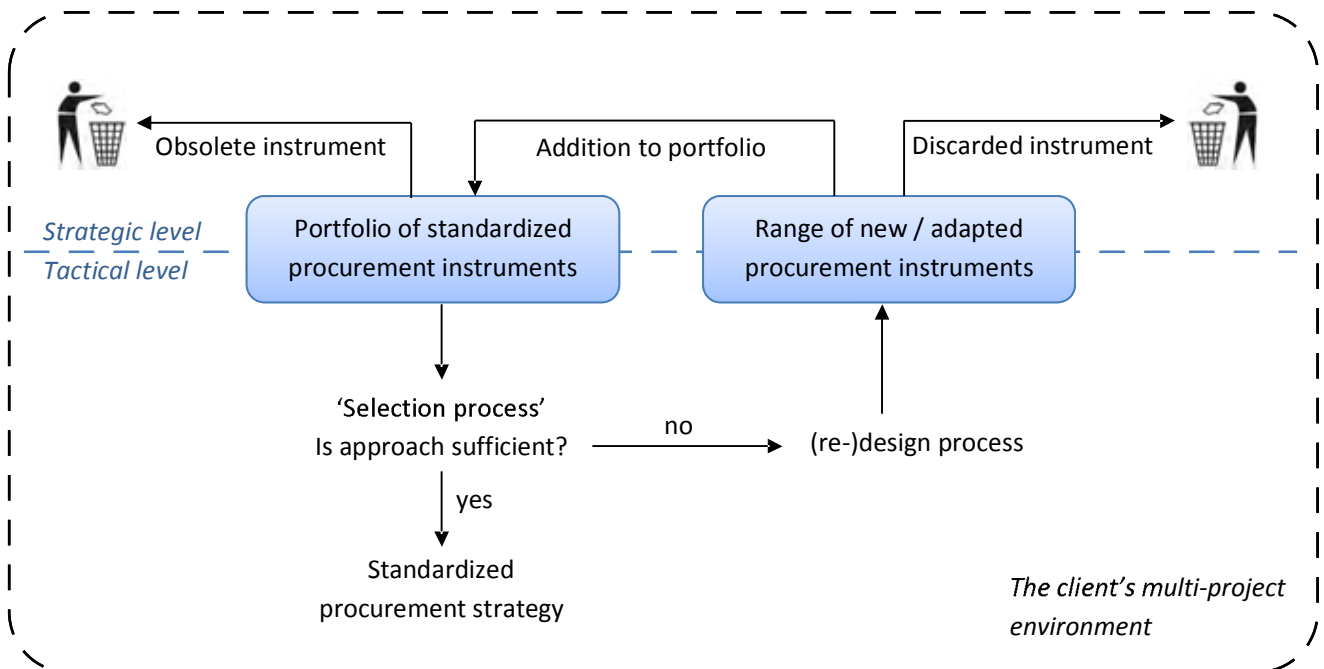 Obsolete instrument
Addition to portfolio
Discarded instrument
Strategic level
Tactical level
Portfolio of standardized
procurement instruments
Range of new / adapted
procurement instruments
‘Selection process’
Is approach sufficient?
no
(re-)design process
yes
Standardized
procurement strategy
The client’s multi-project
environment